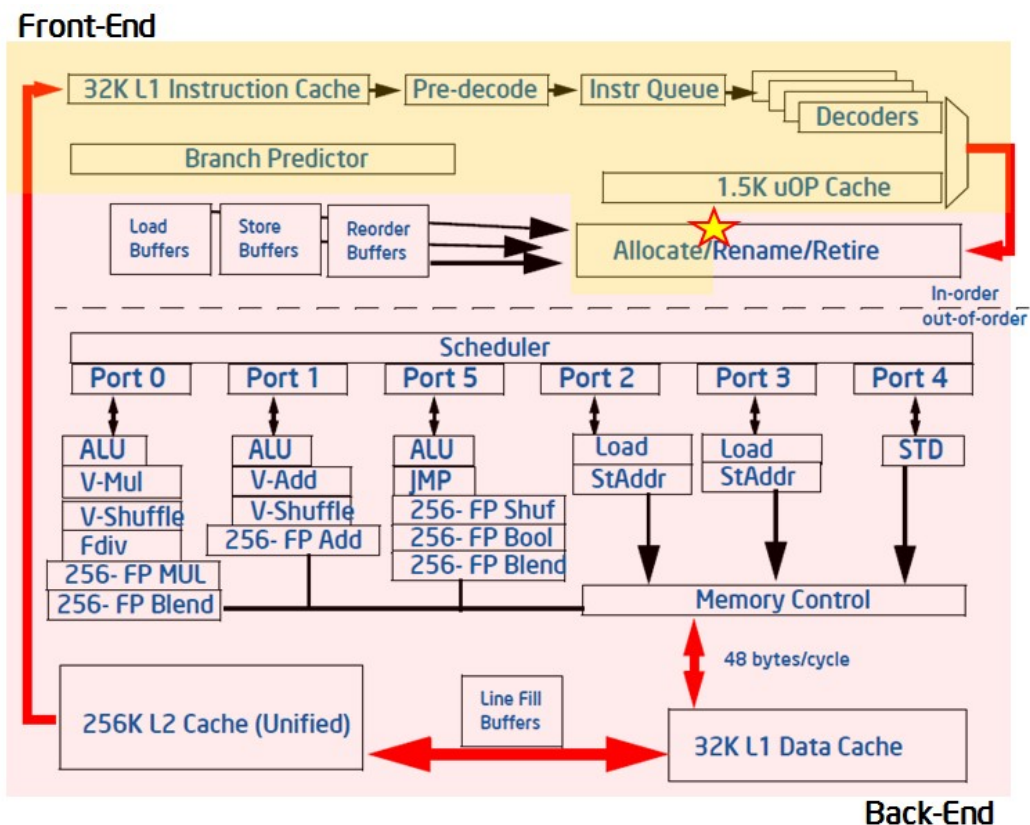 Front-End
32K L1 Instruction Cache
Pre-decode
Instr Queue
Decoders
Branch Predictor
1.5K uOP Cache
Load
Buffers
Store
Buffers
Reorder
Buffers
Allocate/Rename/Retire
In-order
out-of-order
Scheduler
Port 0
Port 1
Port 5
Port 2
Port 3
Port 4
ALU
V-Mul
V-Shuffle
Fdiv
256- FP MUL
256- FP Blend
ALU
V-Add
V-Shuffle
256- FP Add
ALU
JMP
256- FP Shuf
256- FP Bool
256- FP Blend
Load
StAddr
Load
StAddr
STD
Memory Control
48 bytes/cycle
256K L2 Cache (Unified)
Line Fill
Buffers
32K L1 Data Cache
Back-End